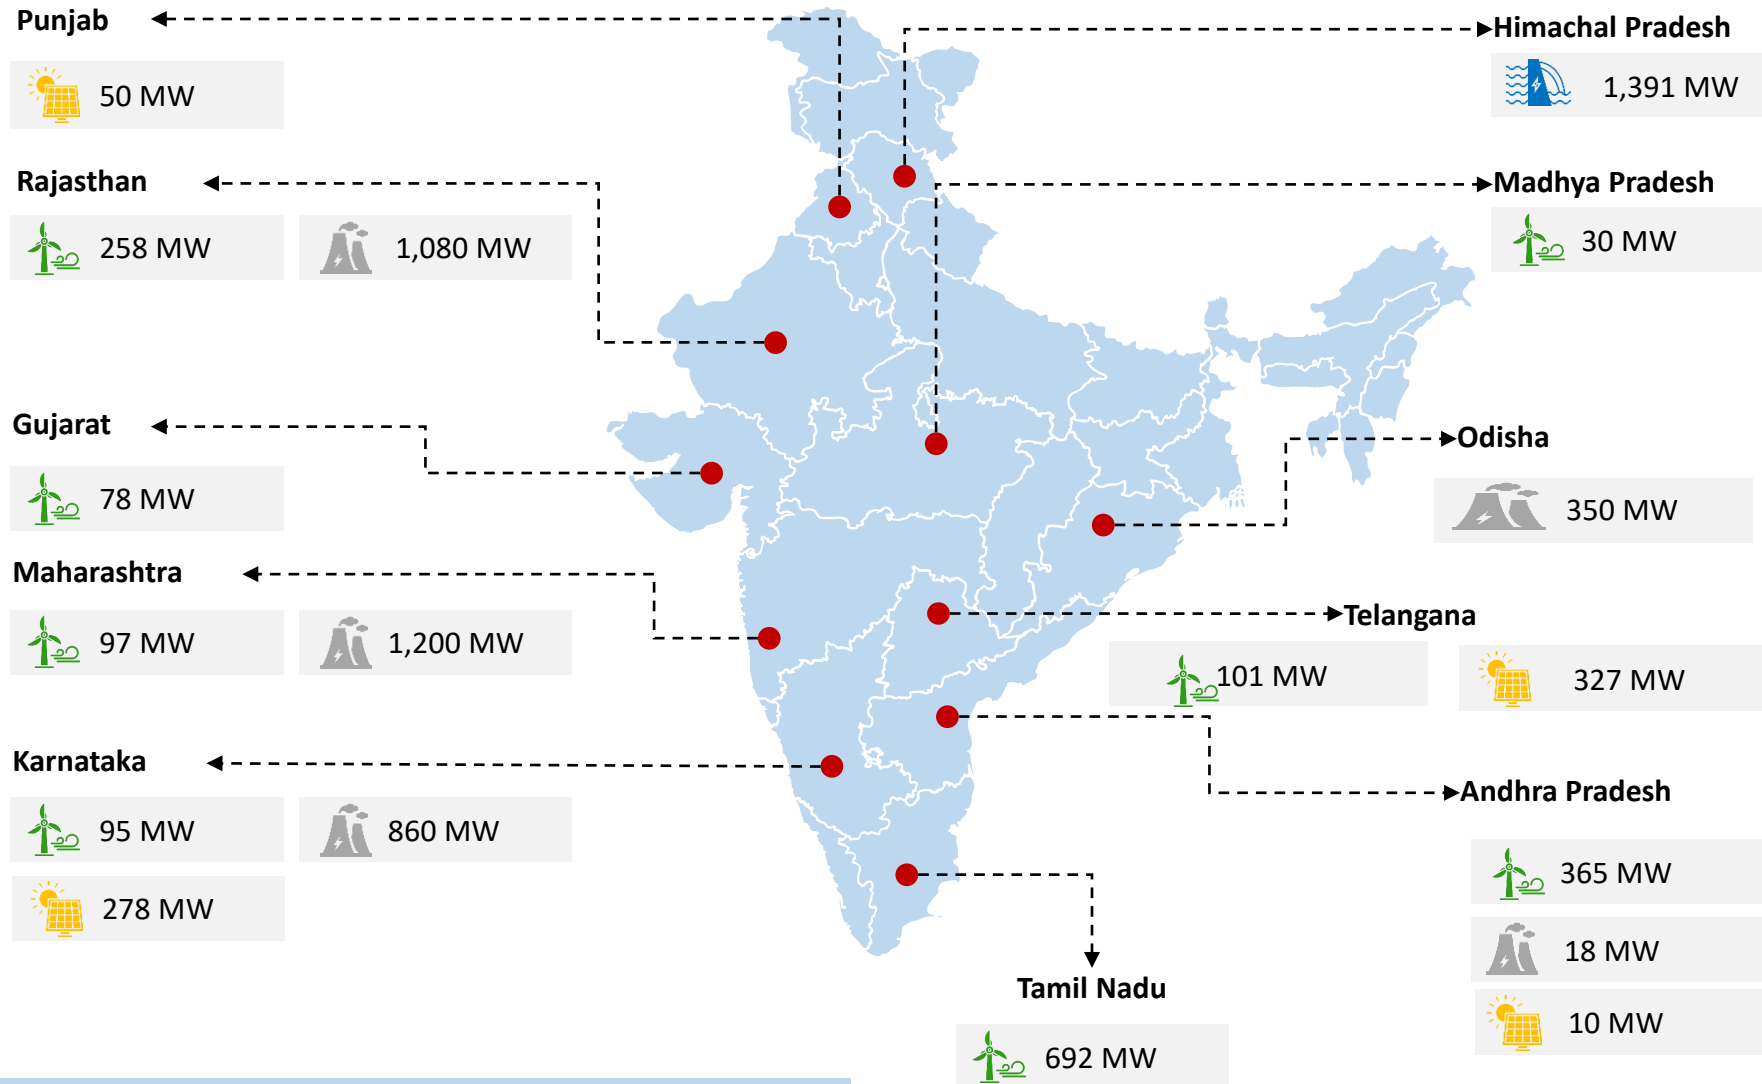 Punjab
50 MW
Himachal Pradesh
1,391 MW
Rajasthan
258 MW
1,080 MW
Madhya Pradesh
30 MW
Gujarat
78 MW
Odisha
350 MW
Maharashtra
97 MW
1,200 MW
Telangana
101 MW
327 MW
Karnataka
95 MW
860 MW
278 MW
Andhra Pradesh
365 MW
18 MW
10 MW
Tamil Nadu
692 MW